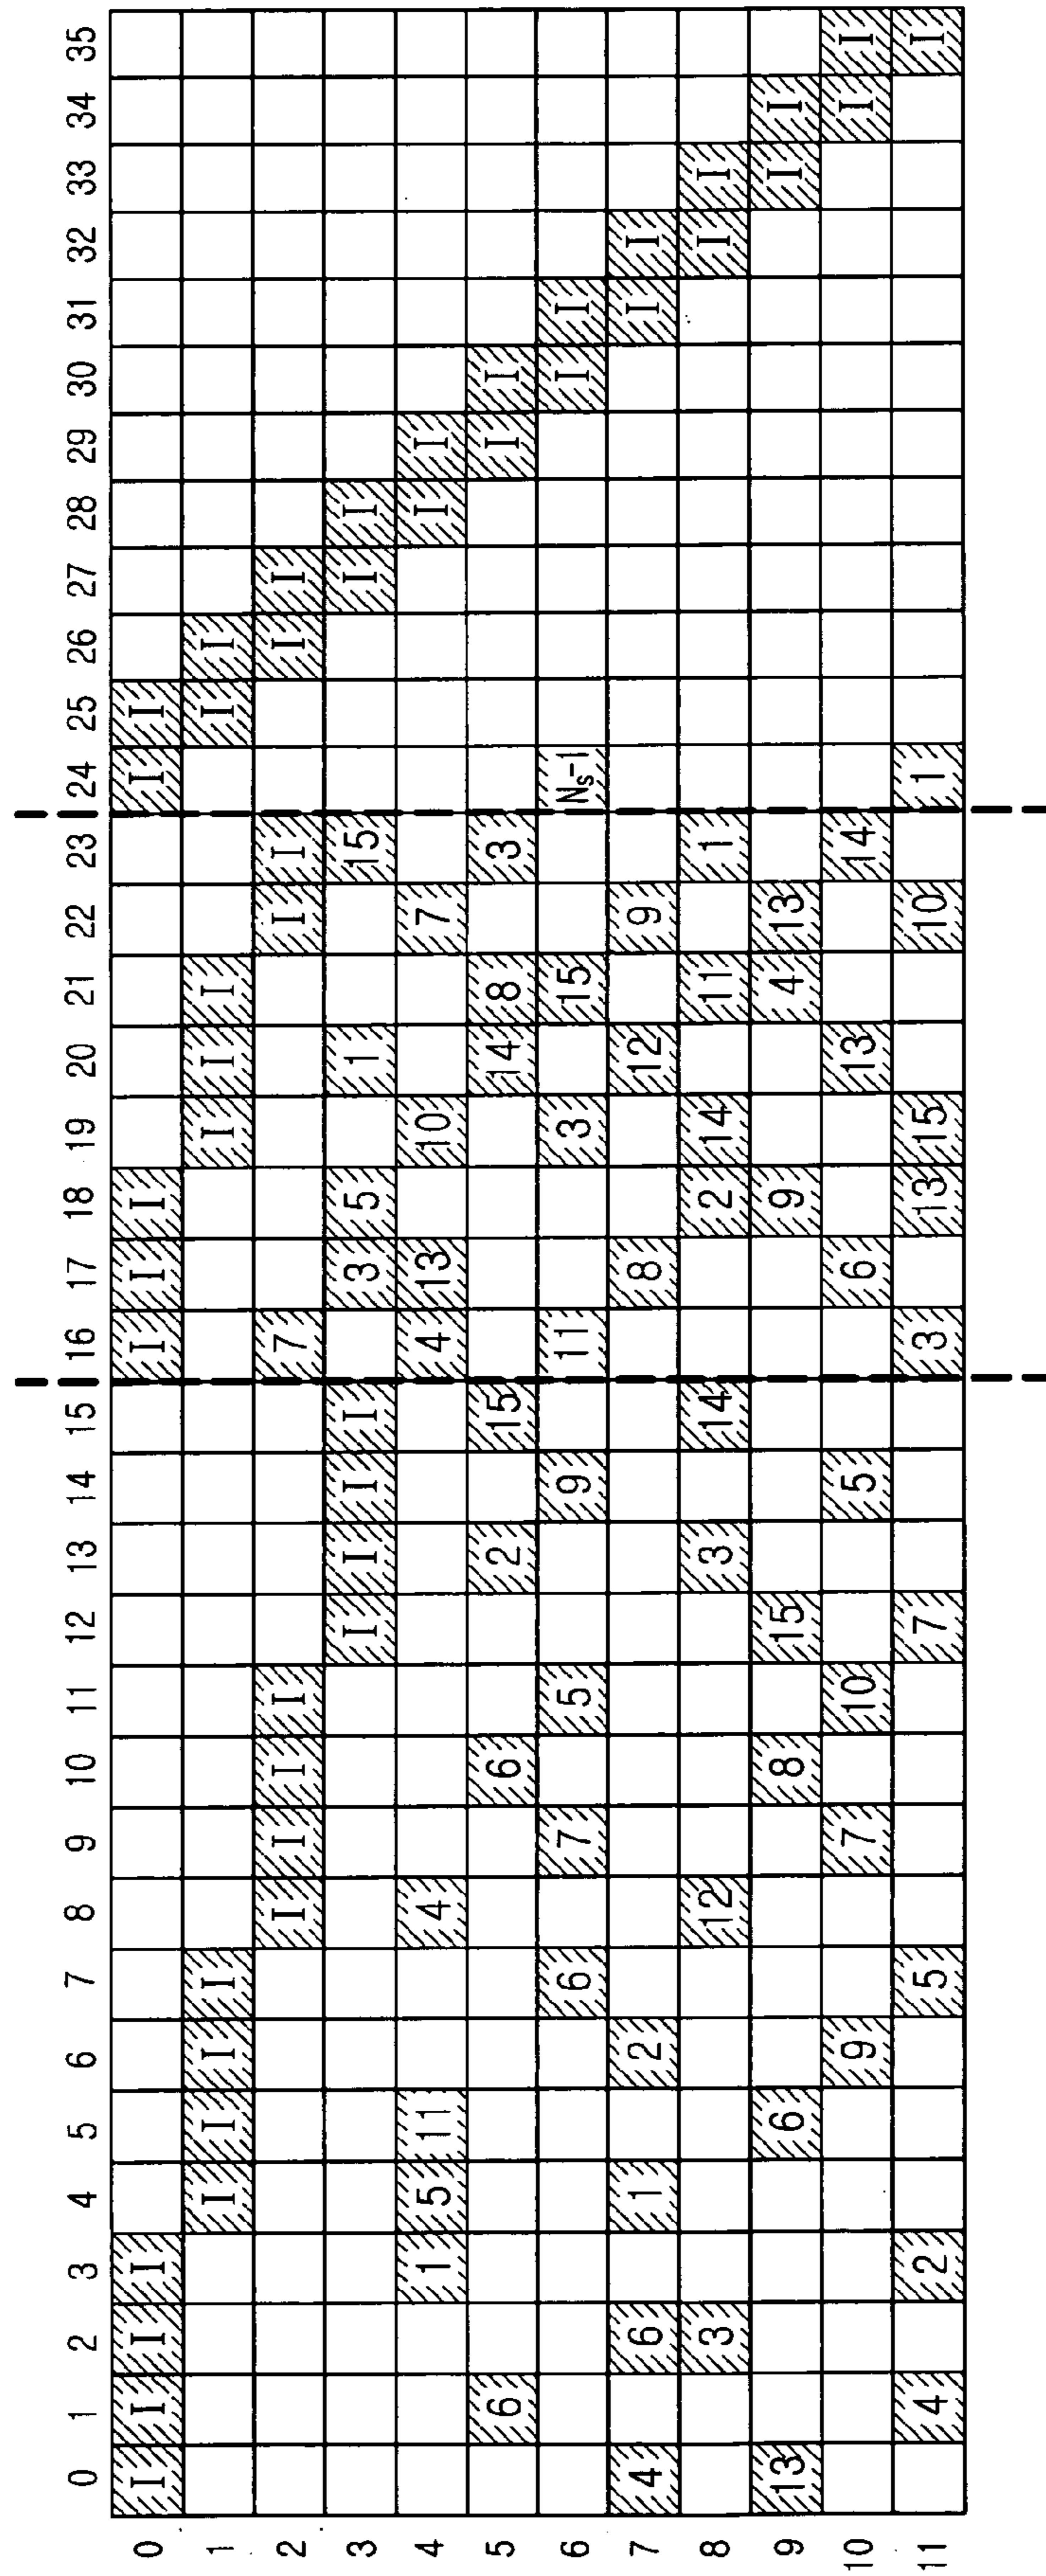 0 1 2 3 4 5 6 7 8 9 10 11 12 13 14 15 16 17 18 19 20 21 22 23 24 25 26 27 28 29 30 31 32 33 34 35
0 I I I I I I I I I
1 I I I I I I I I I
2 I I I I 7 I I I I
3 I I I I 3 5 1 15 I I
4 1 5 11 4 4 13 10 7 I I
5 6 6 2 15 14 8 3 I I
6 6 7 5 9 11 3 15 Ns-1 I I
7 4 6 1 2 8 12 9 I I
8 3 12 3 14 2 14 11 1 I I
9 13 6 8 15 9 4 13 I I
10 9 7 10 5 6 13 14 I I
11 4 2 5 7 3 13 15 10 1 I